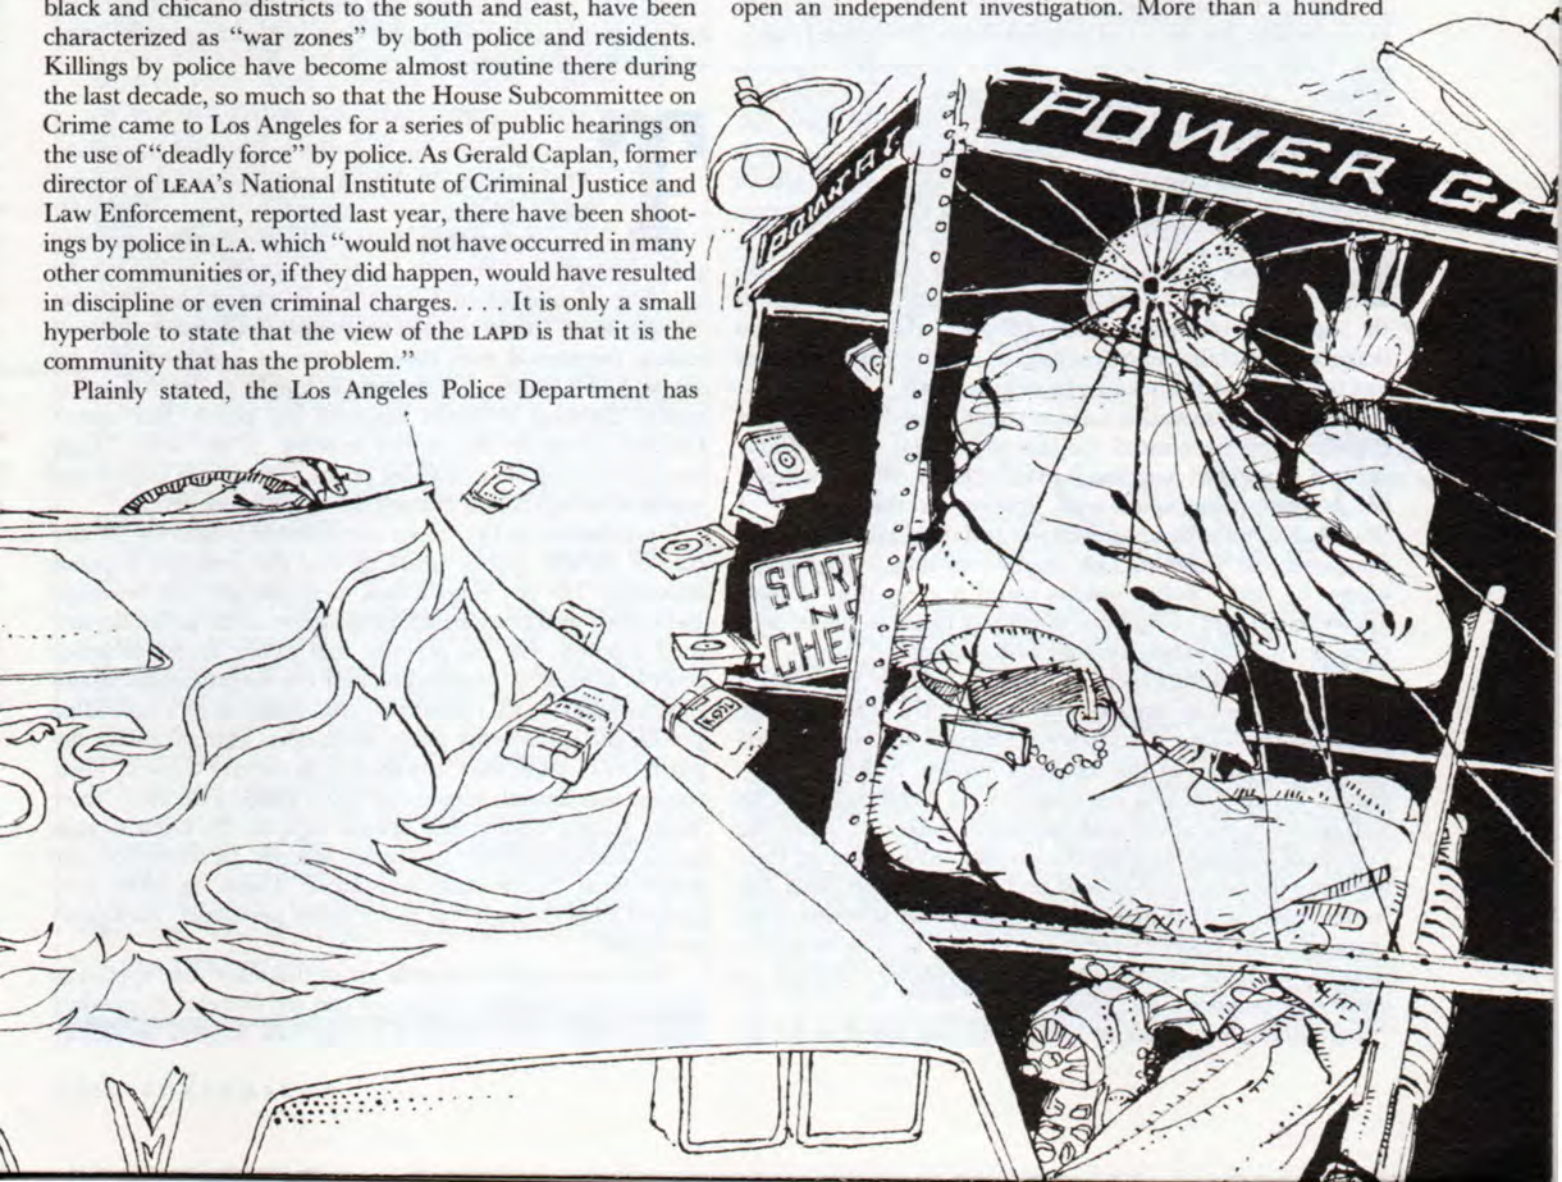 black and chicano districts to the south and east, have been
characterized as “war zones” by both police and residents.
Killings by police have become almost routine there during
the last decade, so much so that the House Subcommittee on
Crime came to Los Angeles for a series of public hearings on
the use of “deadly force” by police. As Gerald Caplan, former
director of LEAA’s National Institute of Criminal Justice and
Law Enforcement, reported last year, there have been shoot-
ings by police in L.A. which “would not have occurred in many
other communities or, if they did happen, would have resulted
in discipline or even criminal charges. . . . It is only a small
hyperbole to state that the view of the LAPD is that it is the
community that has the problem.”
Plainly stated, the Los Angeles Police Department has
open an independent investigation. More than a hundred
POWER GA
SORR
NO
CHE